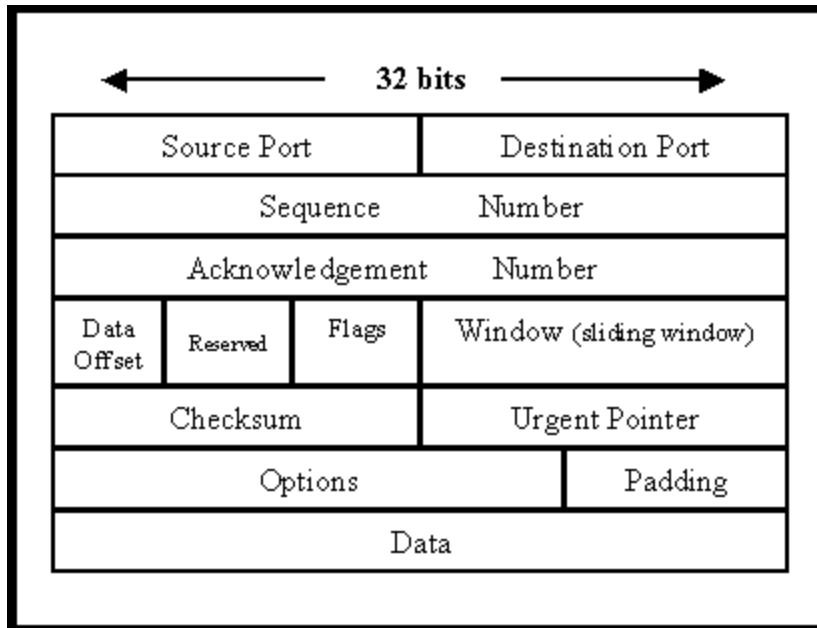 32 bits
Source Port Destination Port
Sequence Number
Acknowledgement Number
Data Offset Reserved Flags Window (sliding window)
Checksum Urgent Pointer
Options Padding
Data